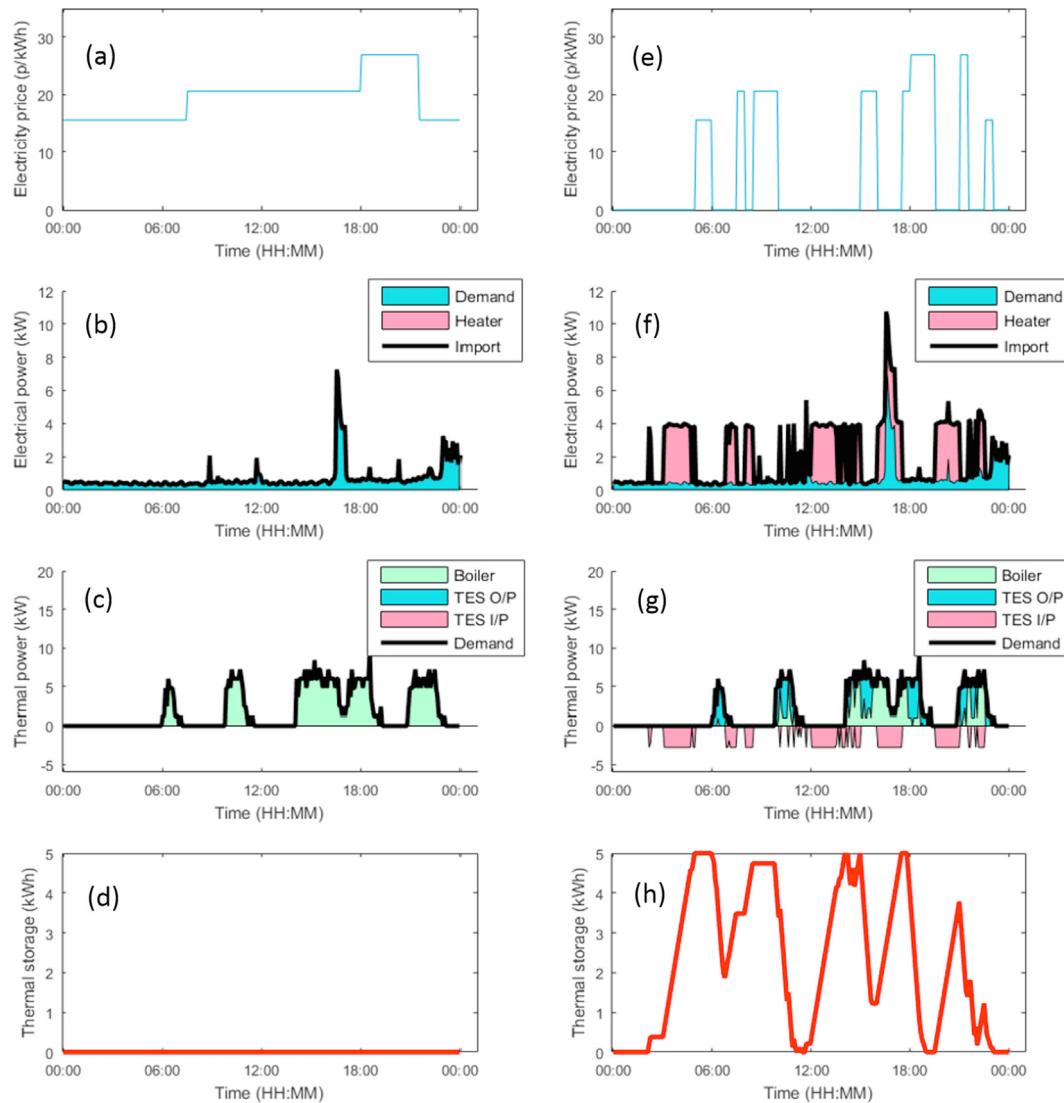 (a)
Electricity price (p/kWh)
30
20
10
0
00:00 06:00 12:00 18:00 00:00
Time (HH:MM)
(e)
Electricity price (p/kWh)
30
20
10
0
00:00 06:00 12:00 18:00 00:00
Time (HH:MM)
(b)
Electrical power (kW)
12
10
8
6
4
2
0
Demand
Heater
Import
00:00 06:00 12:00 18:00 00:00
Time (HH:MM)
(f)
Electrical power (kW)
12
10
8
6
4
2
0
Demand
Heater
Import
00:00 06:00 12:00 18:00 00:00
Time (HH:MM)
(c)
Thermal power (kW)
20
15
10
5
0
-5
Boiler
TES O/P
TES I/P
Demand
00:00 06:00 12:00 18:00 00:00
Time (HH:MM)
(g)
Thermal power (kW)
20
15
10
5
0
-5
Boiler
TES O/P
TES I/P
Demand
00:00 06:00 12:00 18:00 00:00
Time (HH:MM)
(d)
Thermal storage (kWh)
5
4
3
2
1
0
00:00 06:00 12:00 18:00 00:00
Time (HH:MM)
(h)
Thermal storage (kWh)
5
4
3
2
1
0
00:00 06:00 12:00 18:00 00:00
Time (HH:MM)